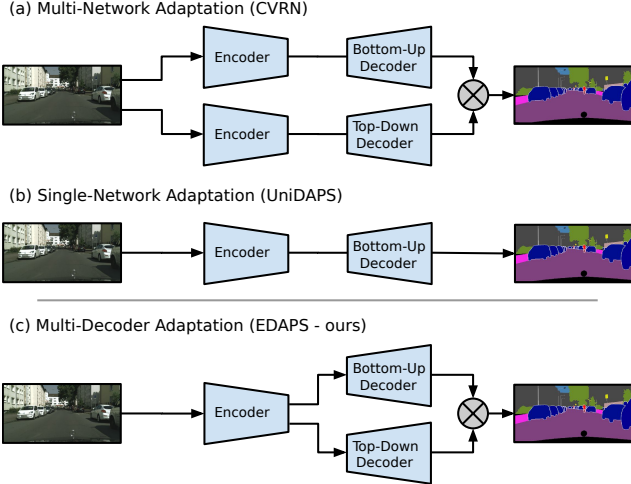 (a) Multi-Network Adaptation (CVRN)
Encoder
Bottom-Up
Decoder
Encoder
Top-Down
Decoder
(b) Single-Network Adaptation (UniDAPS)
Encoder
Bottom-Up
Decoder
(c) Multi-Decoder Adaptation (EDAPS - ours)
Encoder
Bottom-Up
Decoder
Top-Down
Decoder